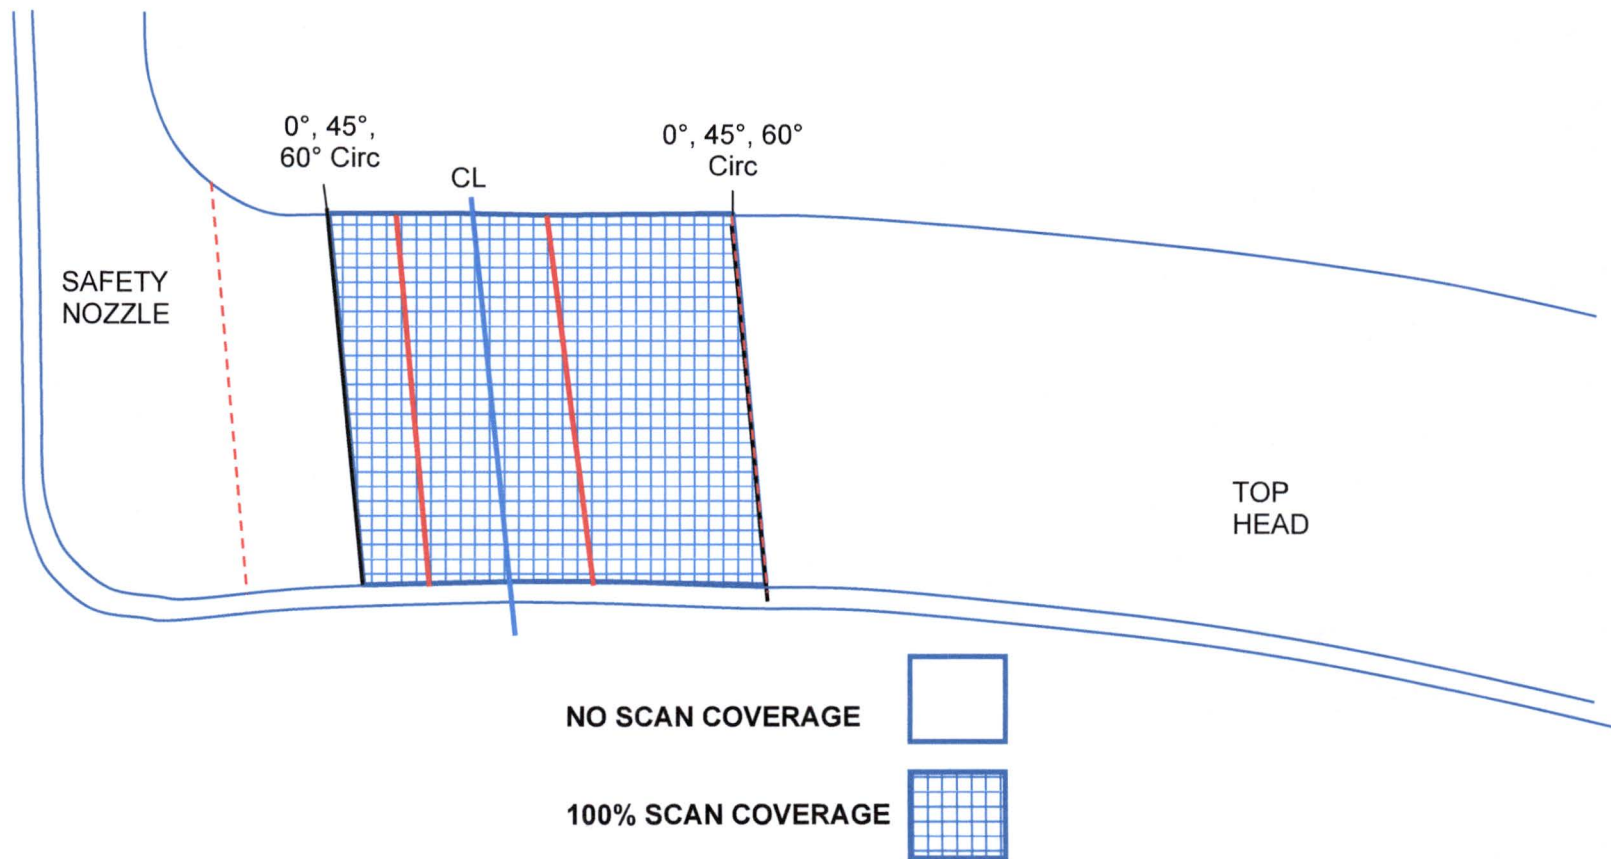 0°, 45°,
60° Circ
0°, 45°, 60°
Circ
CL
SAFETY
NOZZLE
TOP
HEAD
NO SCAN COVERAGE
100% SCAN COVERAGE